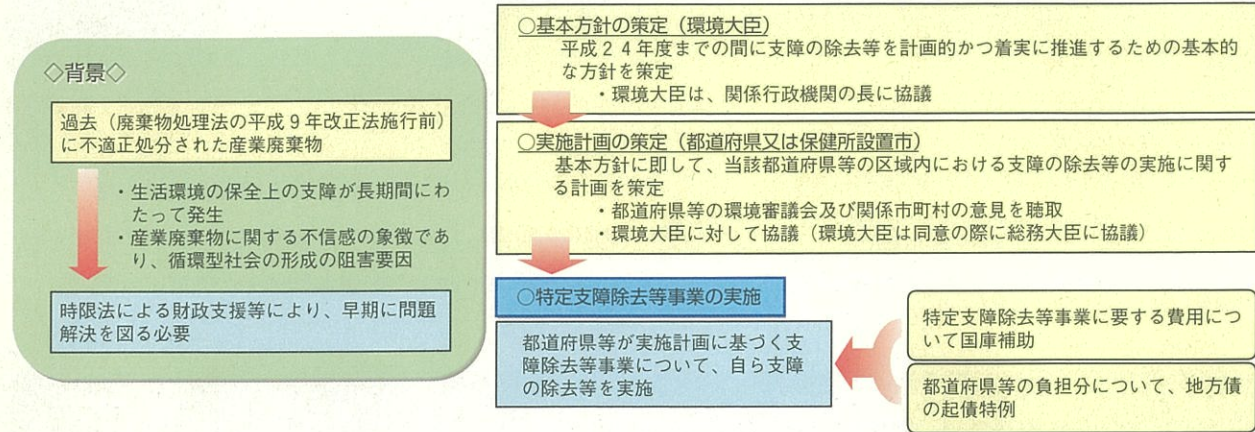 ◇背景◇
過去（廃棄物処理法の平成９年改正法施行前）
に不適正処分された産業廃棄物
・生活環境の保全上の支障が長期間にわ
たって発生
・産業廃棄物に関する不信感の象徴であ
り、循環型社会の形成の阻害要因
時限法による財政支援等により、早期に問題
解決を図る必要
○基本方針の策定（環境大臣）
平成２４年度までの間に支障の除去等を計画的かつ着実に推進するための基本的
な方針を策定
・環境大臣は、関係行政機関の長に協議
○実施計画の策定（都道府県又は保健所設置市）
基本方針に即して、当該都道府県等の区域内における支障の除去等の実施に関す
る計画を策定
・都道府県等の環境審議会及び関係市町村の意見を聴取
・環境大臣に対して協議（環境大臣は同意の際に総務大臣に協議）
○特定支障除去等事業の実施
都道府県等が実施計画に基づく支
障除去等事業について、自ら支障
の除去等を実施
特定支障除去等事業に要する費用につ
いて国庫補助
都道府県等の負担分について、地方債
の起債特例